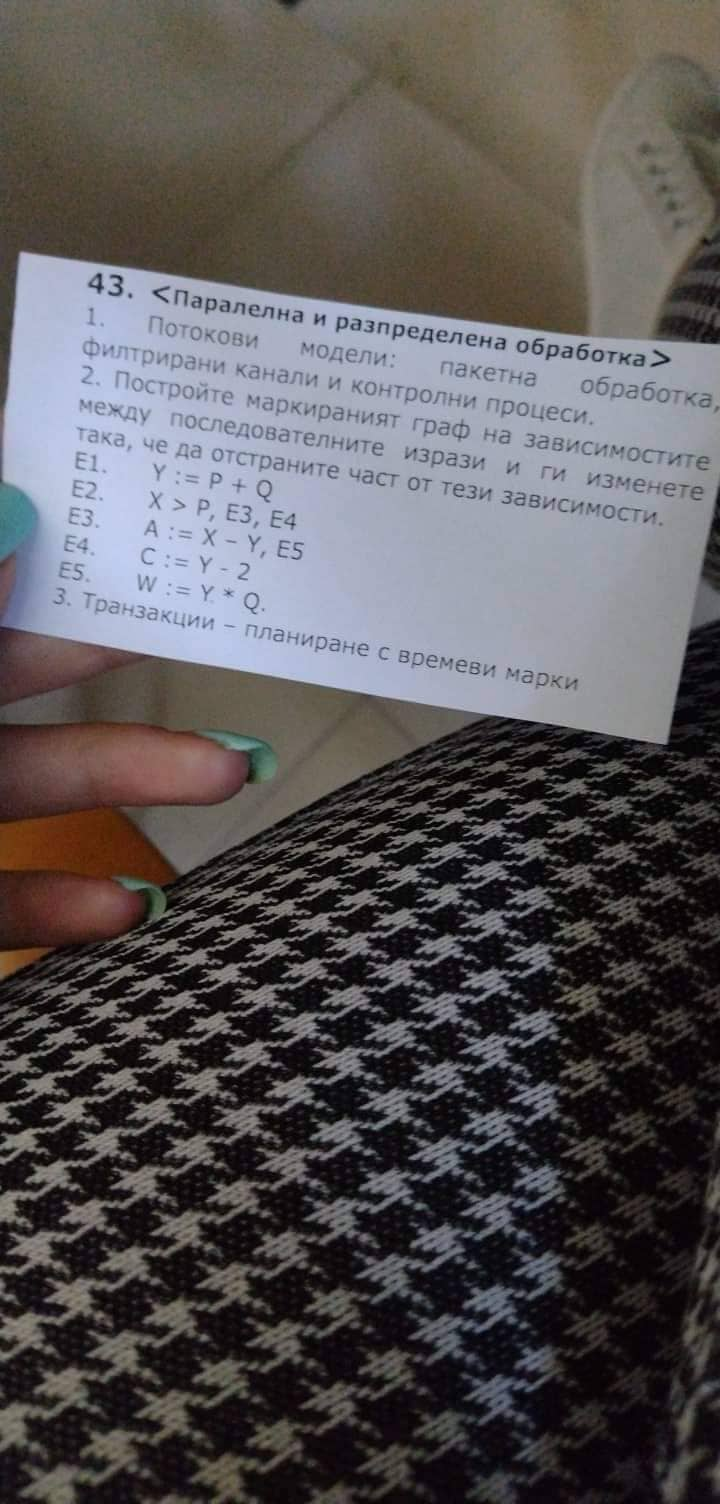 43. <Паралелна и разпределена обработка>
1. Потокови модели: пакетна обработка,
филтрирани канали и контролни процеси.
2. Постройте маркираният граф на зависимостите
между последователните изрази и ги изменете
така, че да отстраните част от тези зависимости.
E1. Y := P + Q
E2. X > P, E3, E4
E3. A := X – Y, E5
E4. C := Y - 2
E5. W := Y * Q.
3. Транзакции – планиране с времеви марки